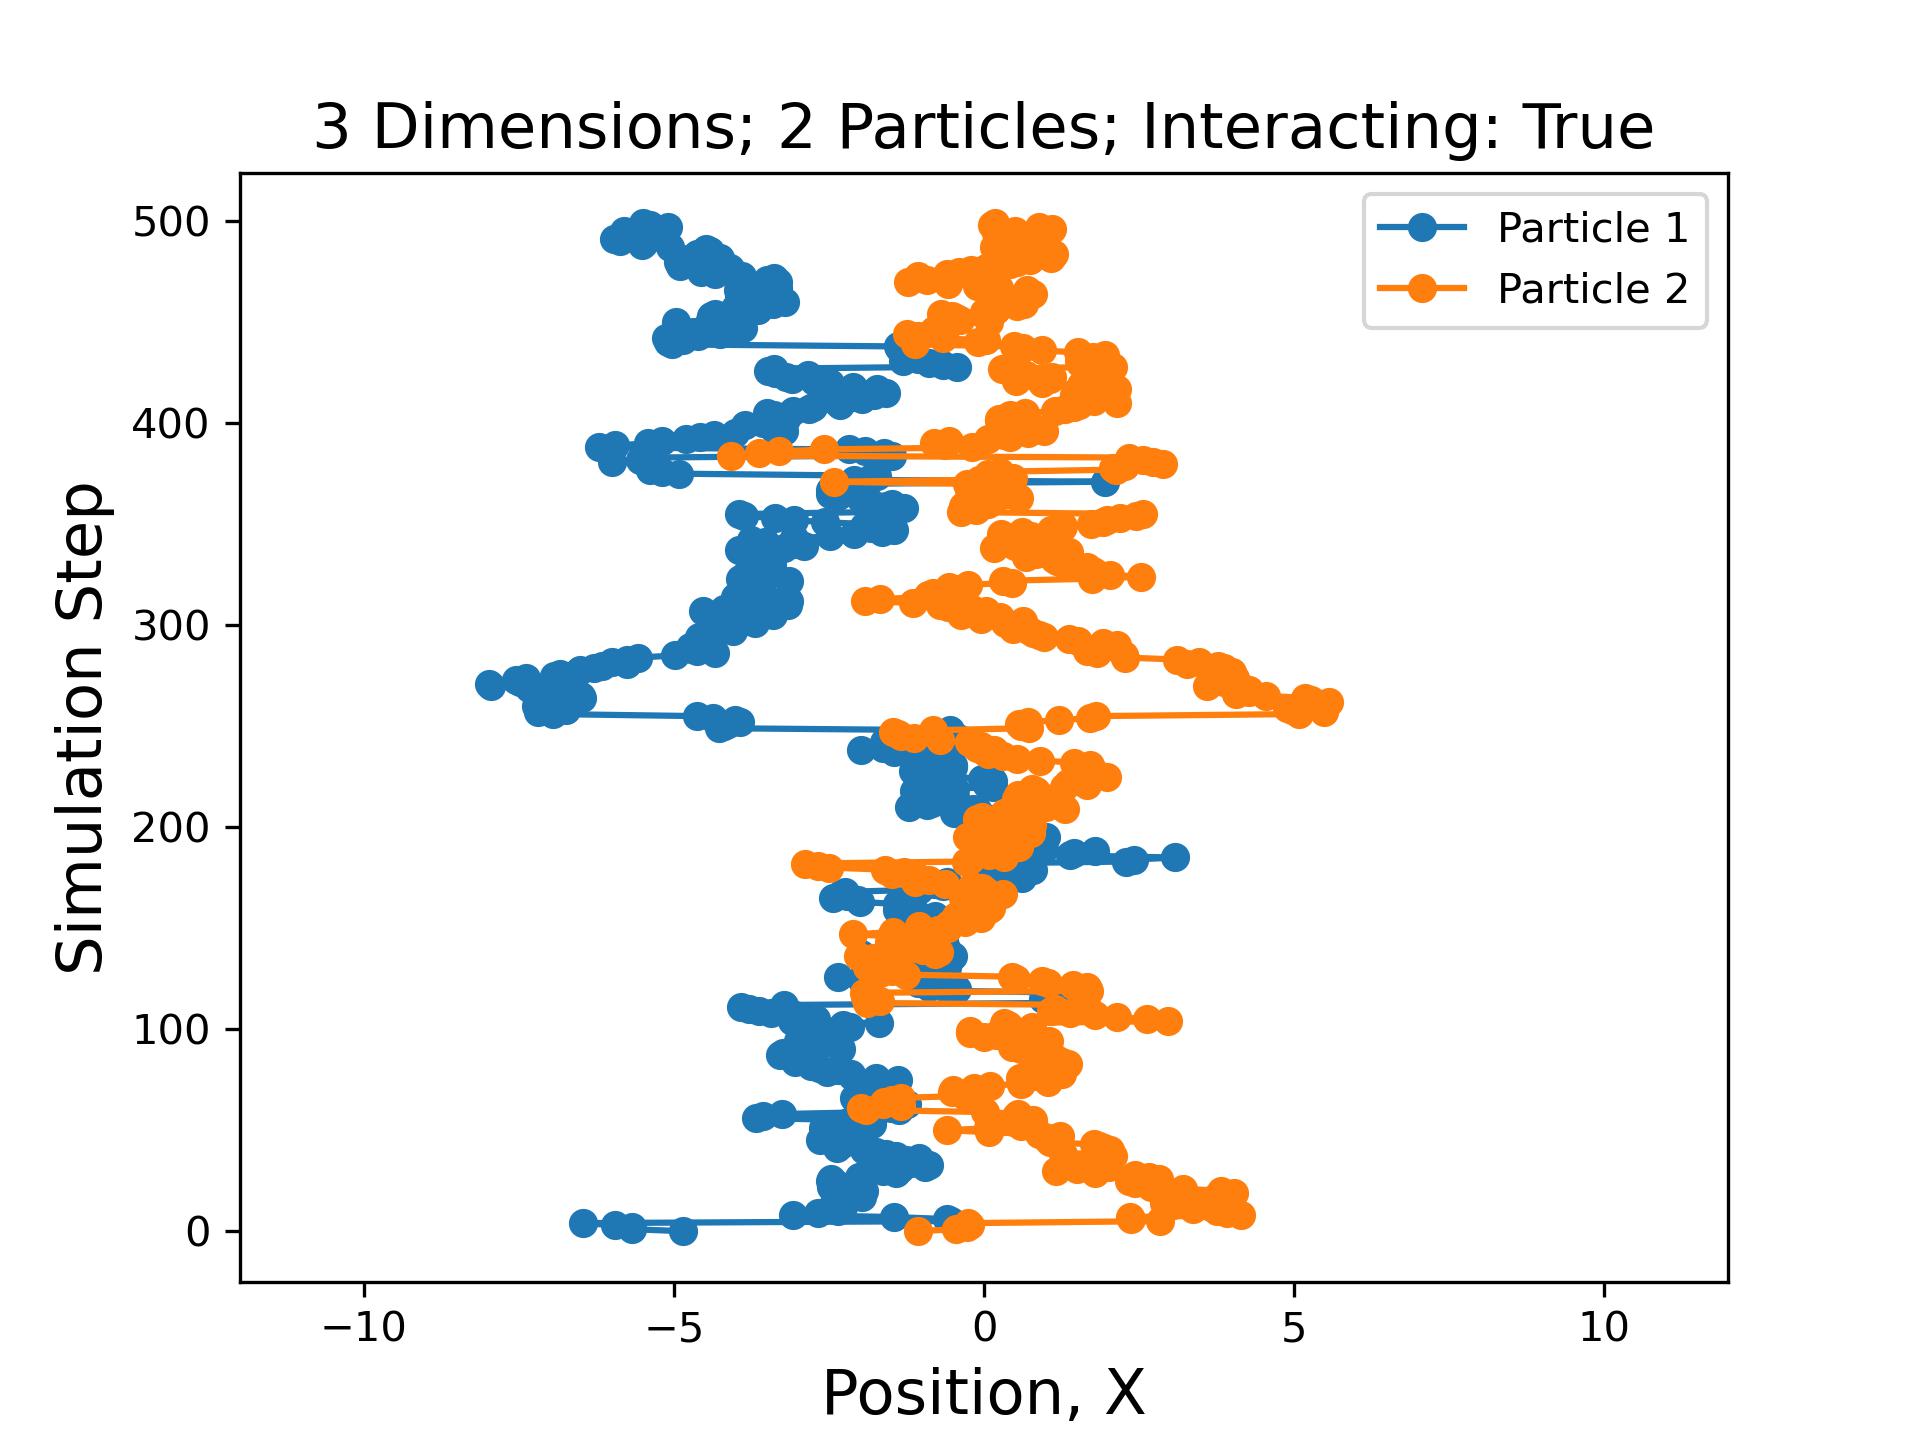 3 Dimensions; 2 Particles; Interacting: True
Particle 1
Particle 2
500
400
300
200
100
0
Simulation Step
−10
−5
0
5
10
Position, X